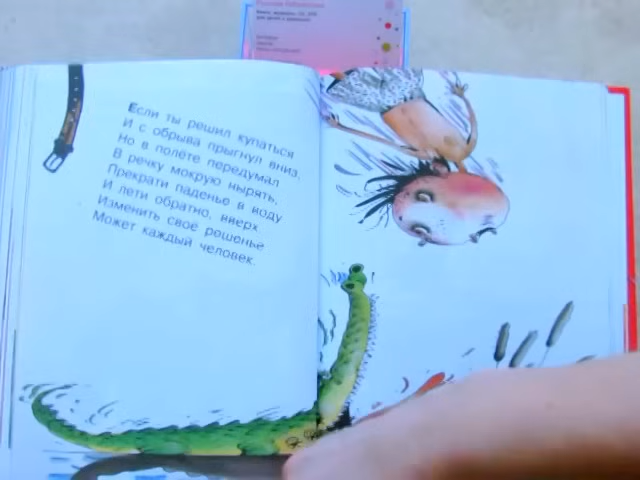 Если ты решил купаться
И с обрыва прыгнул вниз,
Но в полёте передумал
В речку мокрую нырять,
Прекрати паденье в воду
И лети обратно, вверх.
Изменить своё решенье
Может каждый человек.